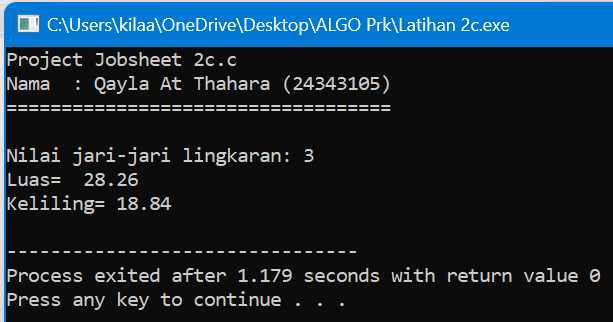 C:\Users\kilaa\OneDrive\Desktop\ALGO Prk\Latihan 2c.exe
Project Jobsheet 2c.c
Nama  : Qayla At Thahara (24343105)
===================================
Nilai jari-jari lingkaran: 3
Luas=  28.26
Keliling= 18.84
--------------------------------
Process exited after 1.179 seconds with return value 0
Press any key to continue . . .